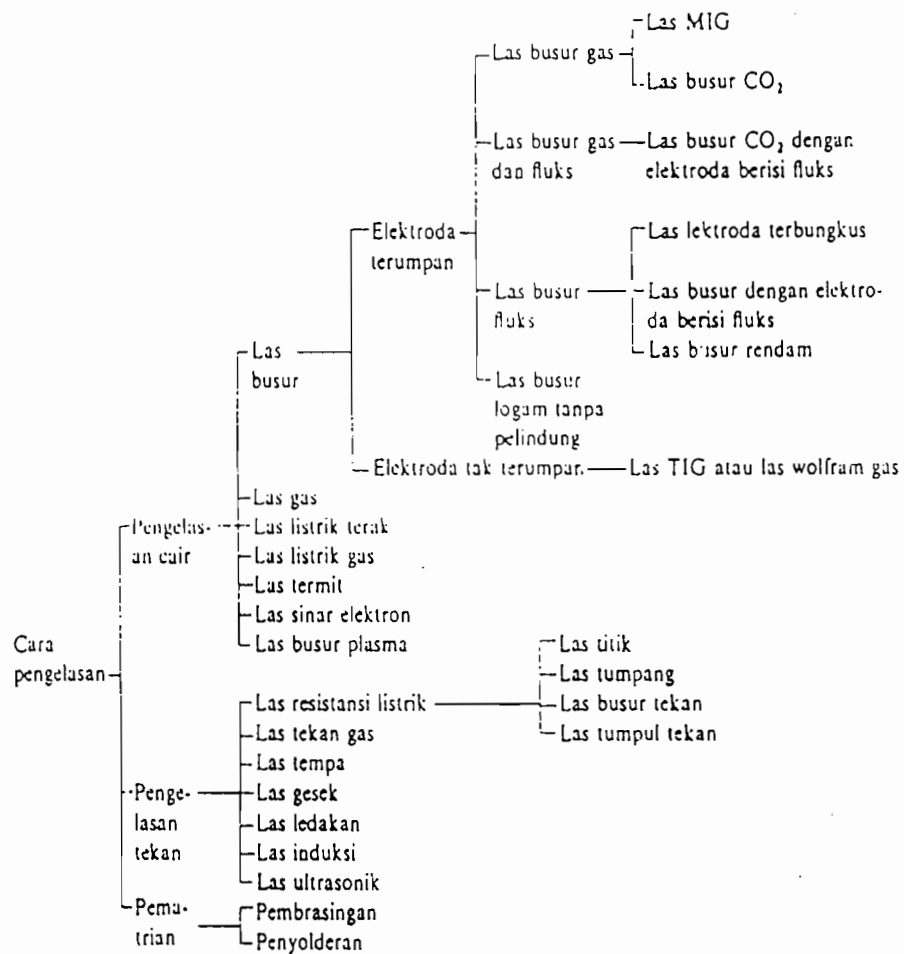 Las MIG
Las busur gas
Las busur CO₂
Las busur gas
dan fluks
Las busur CO₂ dengan
elektroda berisi fluks
Elektroda
terumpan
Las lektroda terbungkus
Las busur
fluks
Las busur dengan elektro-
da berisi fluks
Las busur rendam
Las
busur
Las busur
logam tanpa
pelindung
Elektroda tak terumpan
Las TIG atau las wolfram gas
Las gas
Pengelas-
an cair
Las listrik terak
Las listrik gas
Las termit
Las sinar elektron
Las busur plasma
Cara
pengelasan
Las titik
Las tumpang
Las resistansi listrik
Las busur tekan
Las tekan gas
Las tumpul tekan
Las tempa
Penge-
lasan
tekan
Las gesek
Las ledakan
Las induksi
Las ultrasonik
Pema-
trian
Pembrasingan
Penyolderan